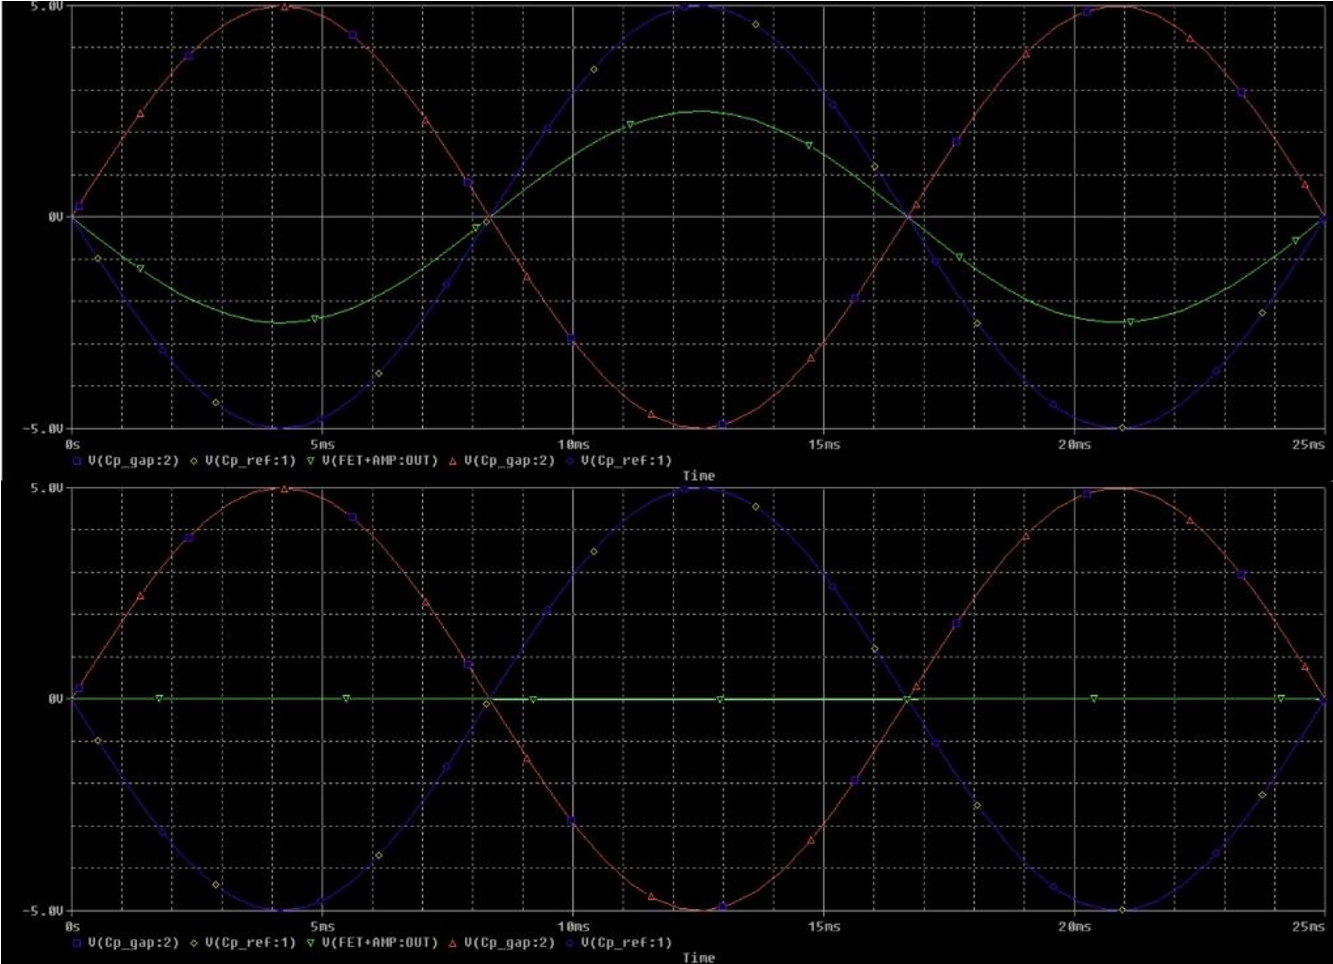 5.0V
0V
-5.0V
0s 5ms 10ms 15ms 20ms 25ms
V(Cp_gap:2) V(Cp_ref:1) V(FET+AMP:OUT) V(Cp_gap:2) V(Cp_ref:1)
Time
5.0V
0V
-5.0V
0s 5ms 10ms 15ms 20ms 25ms
V(Cp_gap:2) V(Cp_ref:1) V(FET+AMP:OUT) V(Cp_gap:2) V(Cp_ref:1)
Time